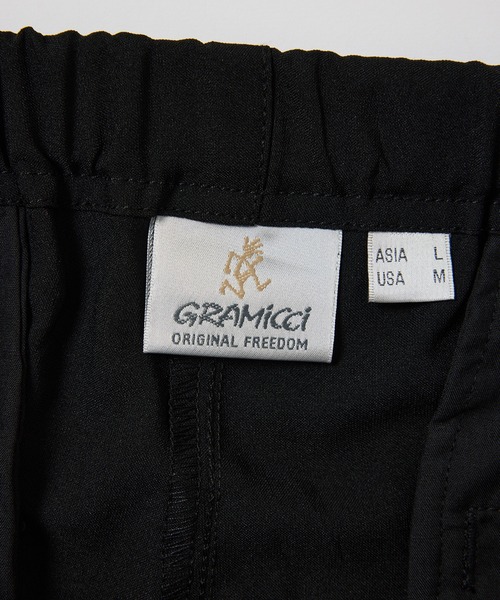 GRAMicci
ORIGINAL FREEDOM
ASIA L
USA M